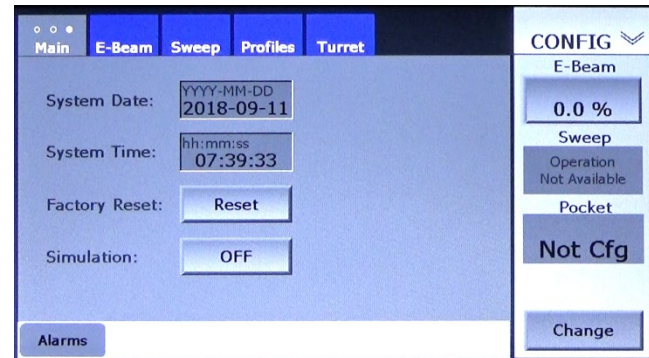 Main E-Beam Sweep Profiles Turret
CONFIG
E-Beam
0.0 %
Sweep
Operation
Not Available
Pocket
Not Cfg
Change
System Date:
YYYY-MM-DD
2018-09-11
System Time:
hh:mm:ss
07:39:33
Factory Reset:
Reset
Simulation:
OFF
Alarms